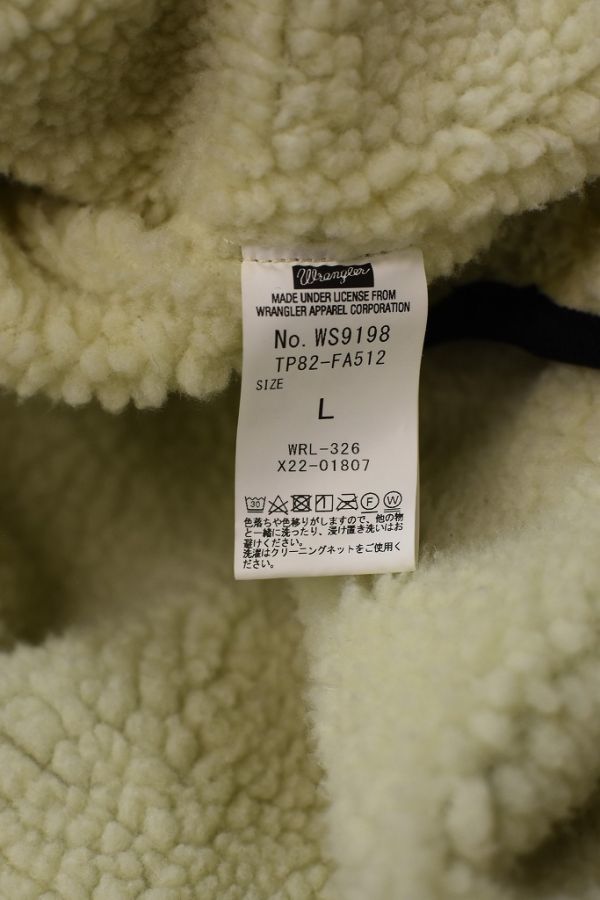 Wrangler
MADE UNDER LICENSE FROM
WRANGLER APPAREL CORPORATION
No. WS9198
TP82-FA512
SIZE
L
WRL-326
X22-01807
30 F W
色落ちや色移りがしますので、他の物
と一緒に洗ったり、浸け置き洗いはお
避けください。
洗濯はクリーニングネットをご使用く
ださい。